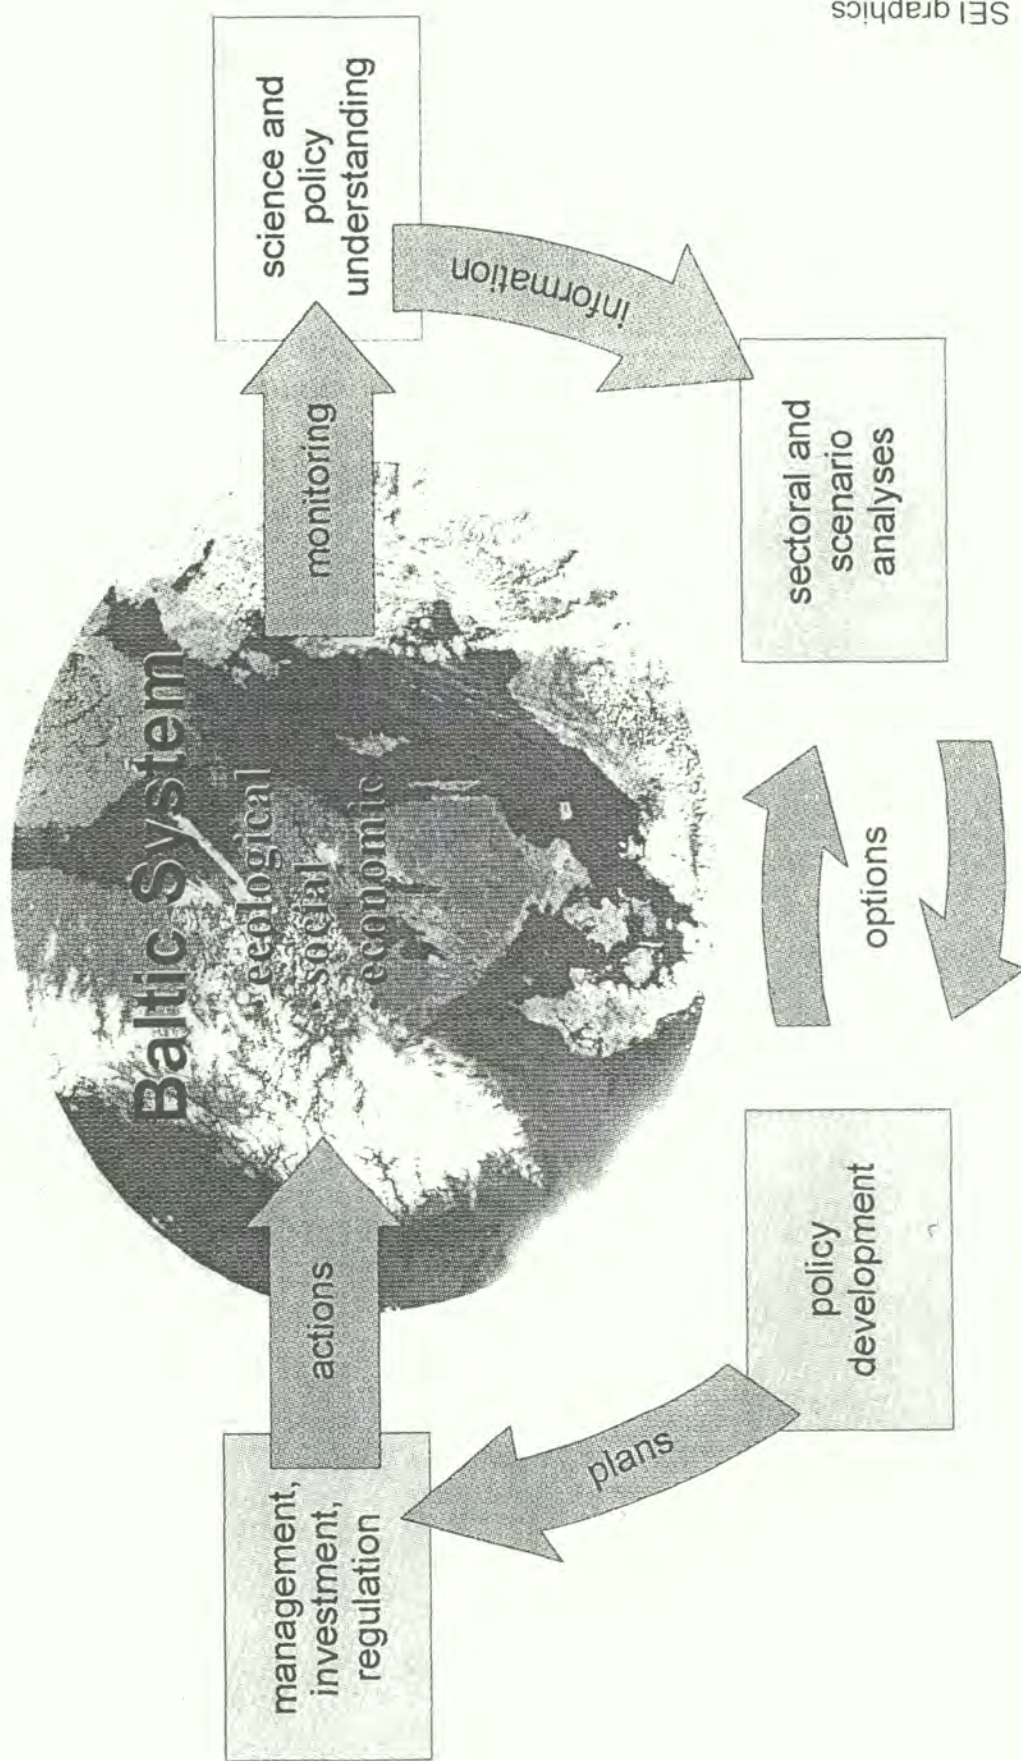 Baltic System
ecological
social
economic
management,
investment,
regulation
actions
monitoring
science and
policy
understanding
information
sectoral and
scenario
analyses
options
policy
development
plans
SEI graphics